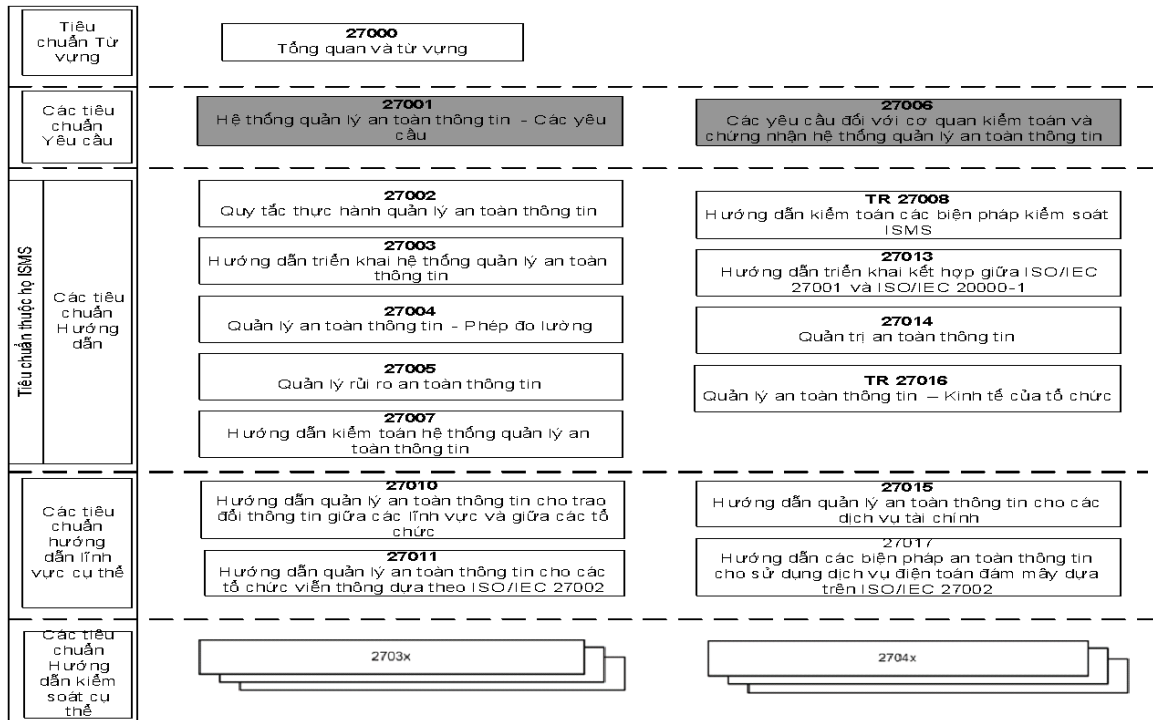 Tiêu
chuẩn Từ
vựng
27000
Tổng quan và từ vựng
Các tiêu
chuẩn
Yêu cầu
27001
Hệ thống quản lý an toàn thông tin - Các yêu
cầu
27006
Các yêu cầu đối với cơ quan kiểm toán và
chứng nhận hệ thống quản lý an toàn thông tin
Tiêu chuẩn thuộc họ ISMS
Các tiêu
chuẩn
Hướng
dẫn
27002
Quy tắc thực hành quản lý an toàn thông tin
27003
Hướng dẫn triển khai hệ thống quản lý an toàn
thông tin
27004
Quản lý an toàn thông tin - Phép đo lường
27005
Quản lý rủi ro an toàn thông tin
27007
Hướng dẫn kiểm toán hệ thống quản lý an
toàn thông tin
TR 27008
Hướng dẫn kiểm toán các biện pháp kiểm soát
ISMS
27013
Hướng dẫn triển khai kết hợp giữa ISO/IEC
27001 và ISO/IEC 20000-1
27014
Quản trị an toàn thông tin
TR 27016
Quản lý an toàn thông tin – Kinh tế của tổ chức
Các tiêu
chuẩn
hướng
dẫn lĩnh
vực cụ thể
27010
Hướng dẫn quản lý an toàn thông tin cho trao
đổi thông tin giữa các lĩnh vực và giữa các tổ
chức
27011
Hướng dẫn quản lý an toàn thông tin cho các
tổ chức viễn thông dựa theo ISO/IEC 27002
27015
Hướng dẫn quản lý an toàn thông tin cho các
dịch vụ tài chính
27017
Hướng dẫn các biện pháp an toàn thông tin
cho sử dụng dịch vụ điện toán đám mây dựa
trên ISO/IEC 27002
Các tiêu
chuẩn
Hướng
dẫn kiểm
soát cụ
thể
2703x
2704x